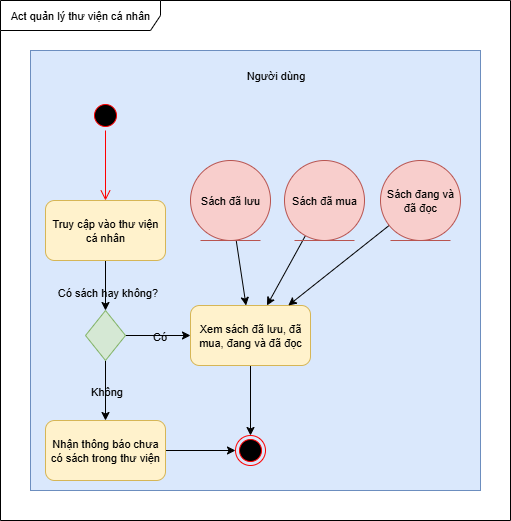 Act quản lý thư viện cá nhân
Người dùng
Sách đã lưu
Sách đã mua
Sách đang và
đã đọc
Truy cập vào thư viện
cá nhân
Có sách hay không?
Có
Xem sách đã lưu, đã
mua, đang và đã đọc
Không
Nhận thông báo chưa
có sách trong thư viện